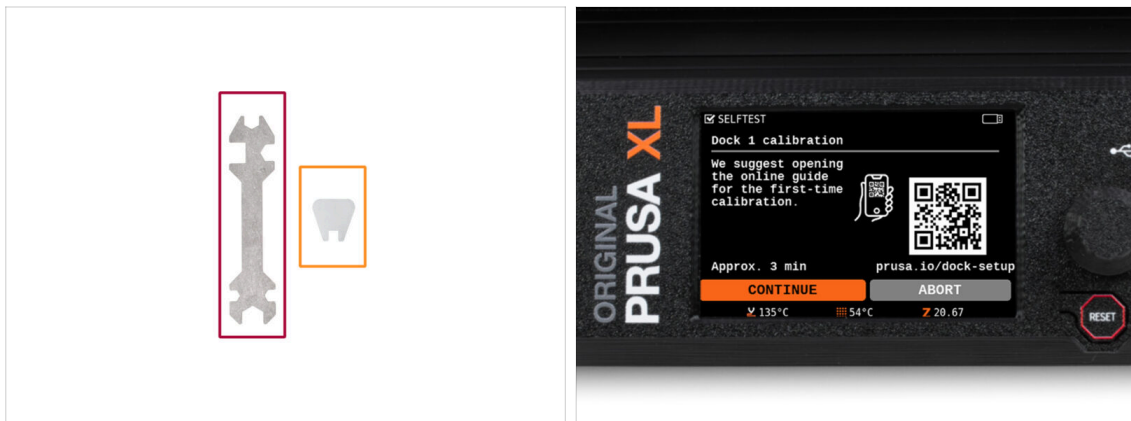 ORIGINAL
PRUSA XL
SELFTEST
Dock 1 calibration
We suggest opening
the online guide
for the first-time
calibration.
Approx. 3 min
prusa.io/dock-setup
CONTINUE
ABORT
135°C
54°C
Z 20.67
RESET